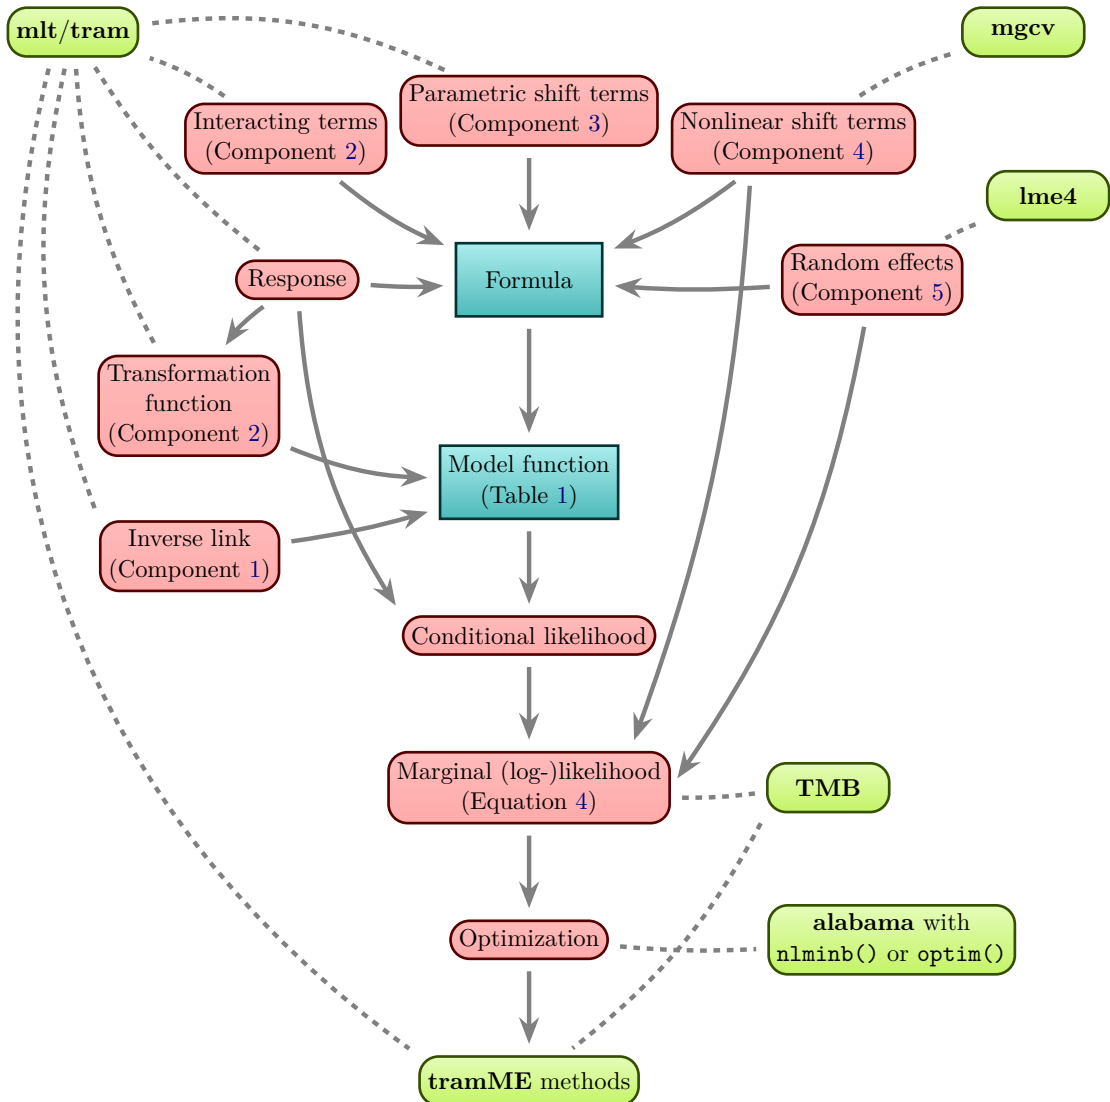 mlt/tram
mgcv
Parametric shift terms
(Component 3)
Interacting terms
(Component 2)
Nonlinear shift terms
(Component 4)
lme4
Response
Formula
Random effects
(Component 5)
Transformation
function
(Component 2)
Model function
(Table 1)
Inverse link
(Component 1)
Conditional likelihood
Marginal (log-)likelihood
(Equation 4)
TMB
Optimization
alabama with
nlminb() or optim()
tramME methods